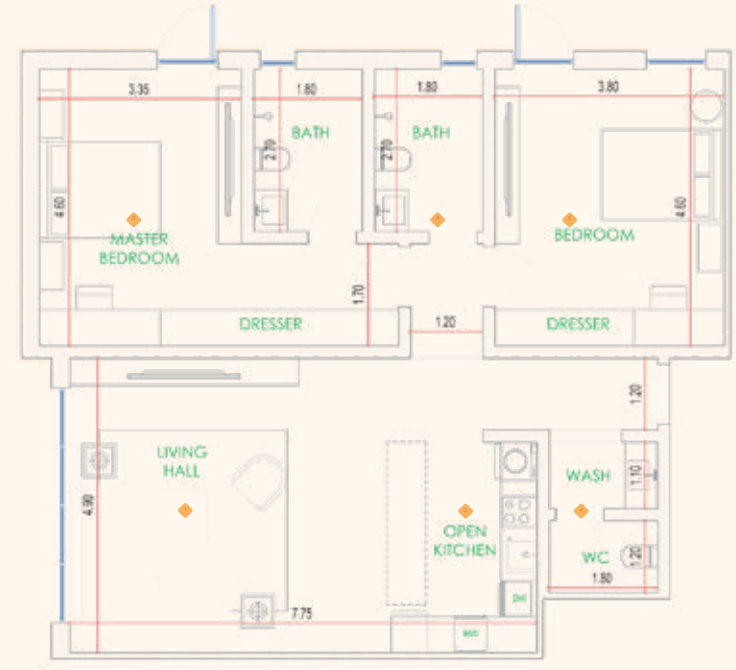 3.35
1.80
1.80
3.80
BATH
BATH
2.70
2.70
4.60
4.60
MASTER
BEDROOM
BEDROOM
1.70
DRESSER
1.20
DRESSER
1.20
LIVING
HALL
WASH
1.10
4.90
OPEN
KITCHEN
WC
1.20
1.80
DW
7.75